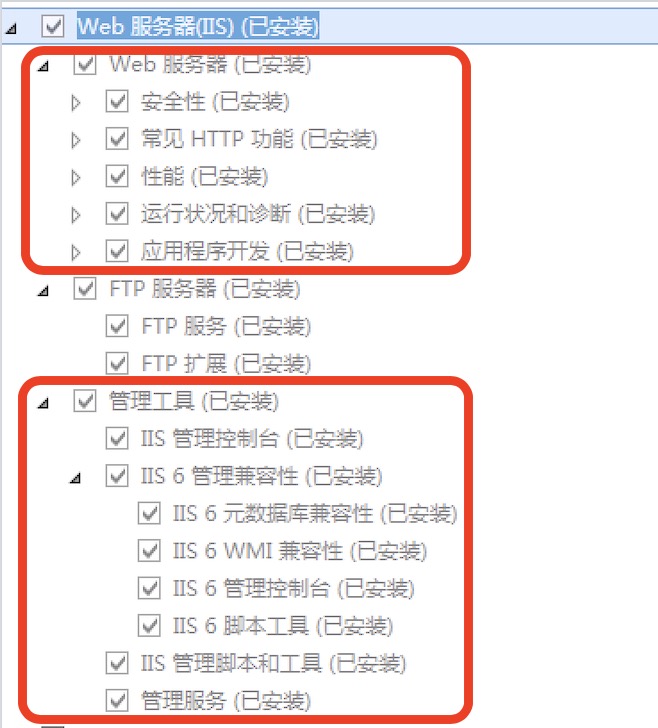 Web 服务器(IIS) (已安装)
Web 服务器 (已安装)
安全性 (已安装)
常见 HTTP 功能 (已安装)
性能 (已安装)
运行状况和诊断 (已安装)
应用程序开发 (已安装)
FTP 服务器 (已安装)
FTP 服务 (已安装)
FTP 扩展 (已安装)
管理工具 (已安装)
IIS 管理控制台 (已安装)
IIS 6 管理兼容性 (已安装)
IIS 6 元数据库兼容性 (已安装)
IIS 6 WMI 兼容性 (已安装)
IIS 6 管理控制台 (已安装)
IIS 6 脚本工具 (已安装)
IIS 管理脚本和工具 (已安装)
管理服务 (已安装)